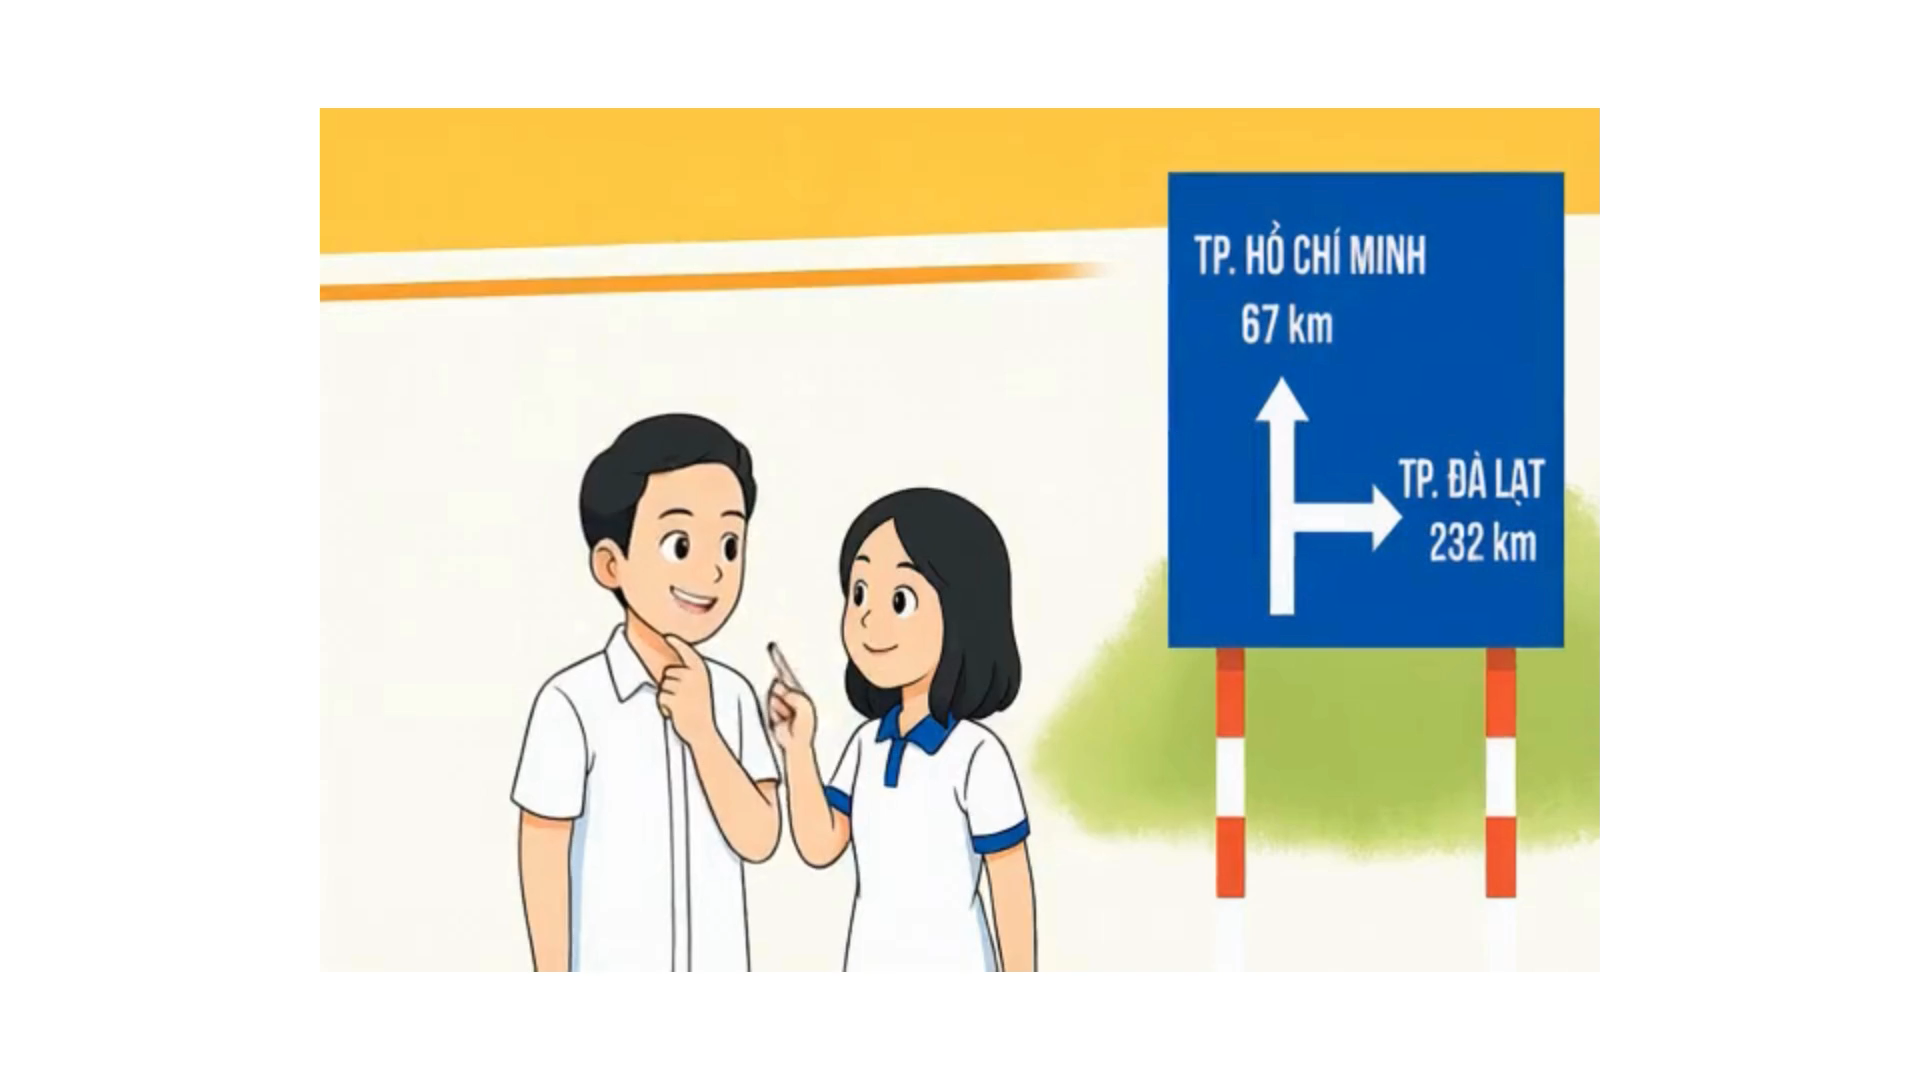 TP. HỒ CHÍ MINH
67 km
TP. ĐÀ LẠT
232 km